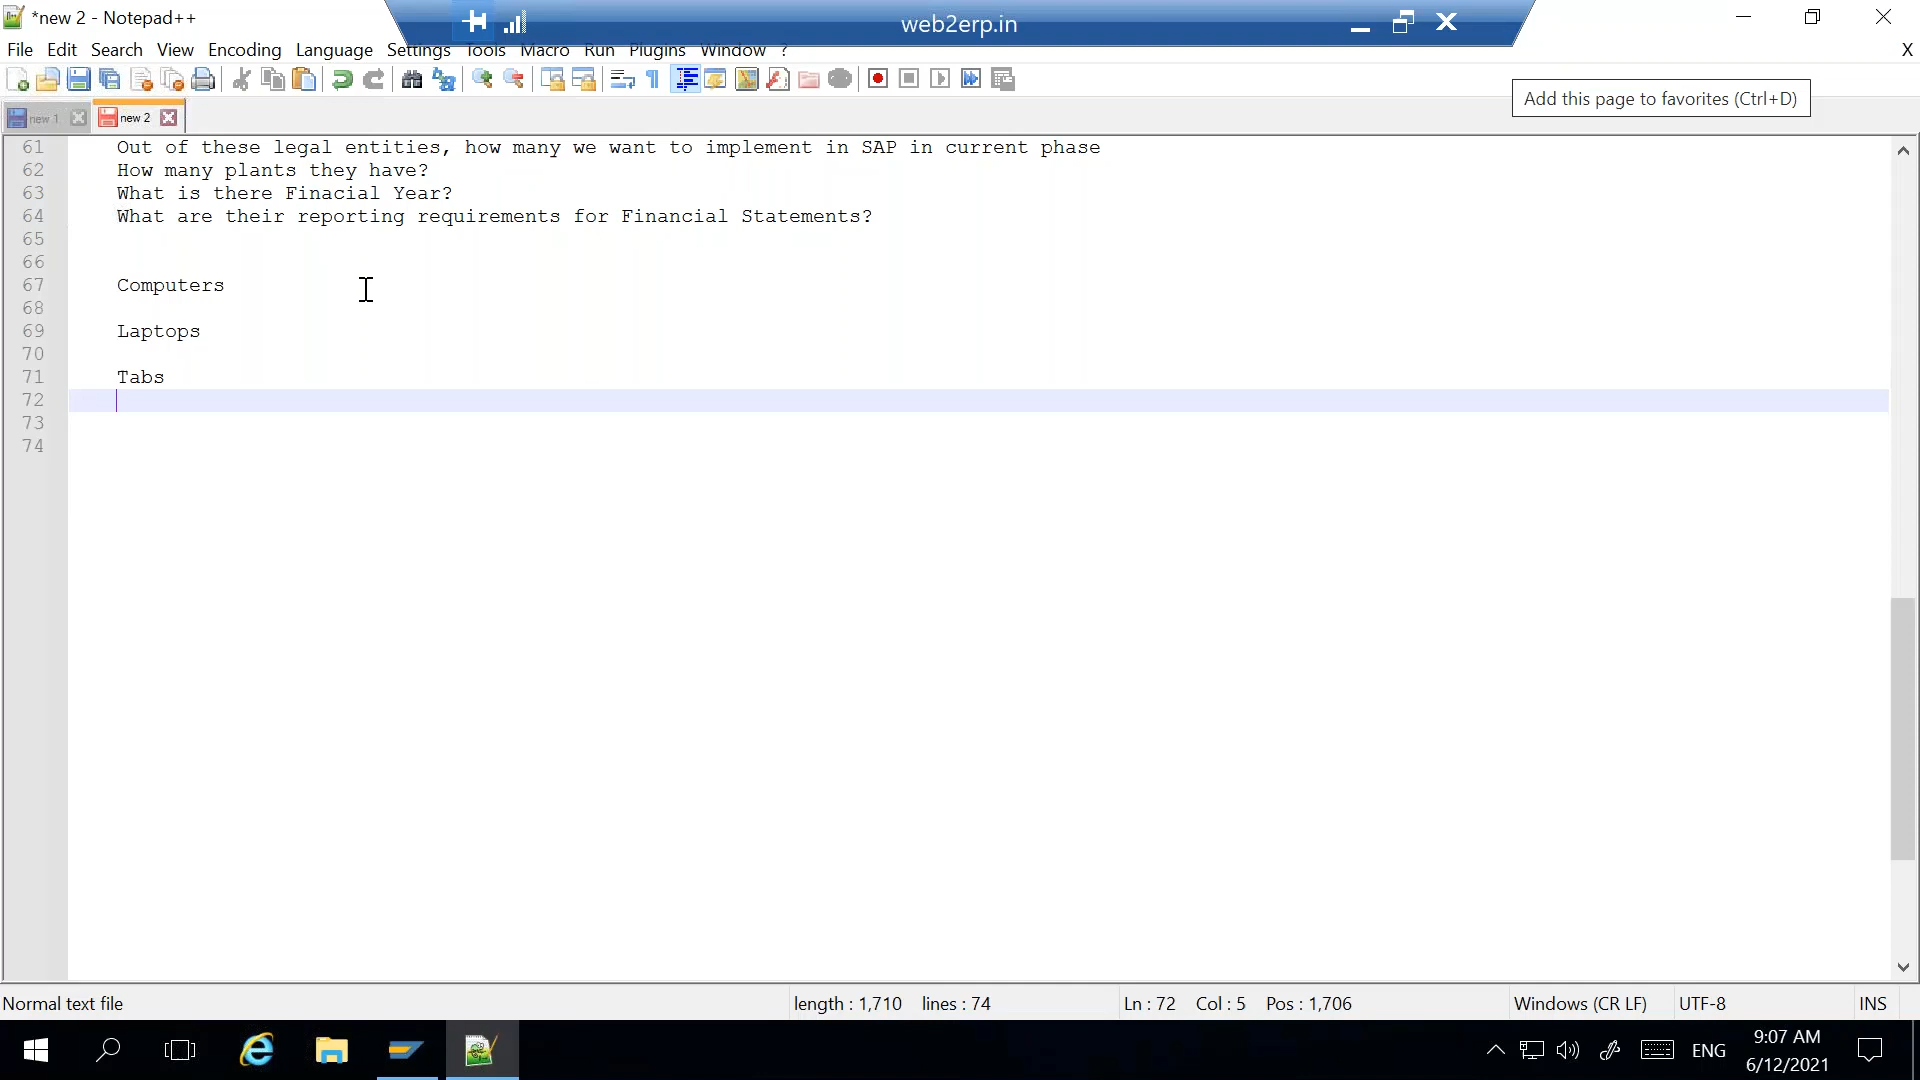 *new 2 - Notepad++
web2erp.in
File Edit Search View Encoding Language Settings Tools Macro Run Plugins Window ?
X
Add this page to favorites (Ctrl+D)
new 1
new 2
61 Out of these legal entities, how many we want to implement in SAP in current phase
62 How many plants they have?
63 What is there Finacial Year?
64 What are their reporting requirements for Financial Statements?
65
66
67 Computers
68
69 Laptops
70
71 Tabs
72
73
74
Normal text file length : 1,710 lines : 74 Ln : 72 Col : 5 Pos : 1,706 Windows (CR LF) UTF-8 INS
ENG
9:07 AM
6/12/2021